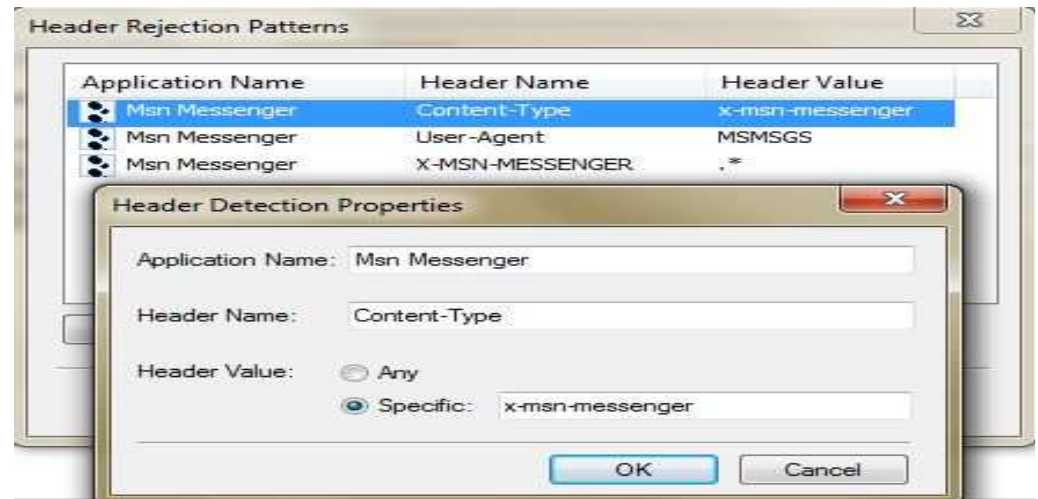 Header Rejection Patterns
Application Name Header Name Header Value
Msn Messenger Content-Type x-msn-messenger
Msn Messenger User-Agent MSMSGS
Msn Messenger X-MSN-MESSENGER .*
Header Detection Properties
Application Name: Msn Messenger
Header Name: Content-Type
Header Value: Any
Specific: x-msn-messenger
OK Cancel